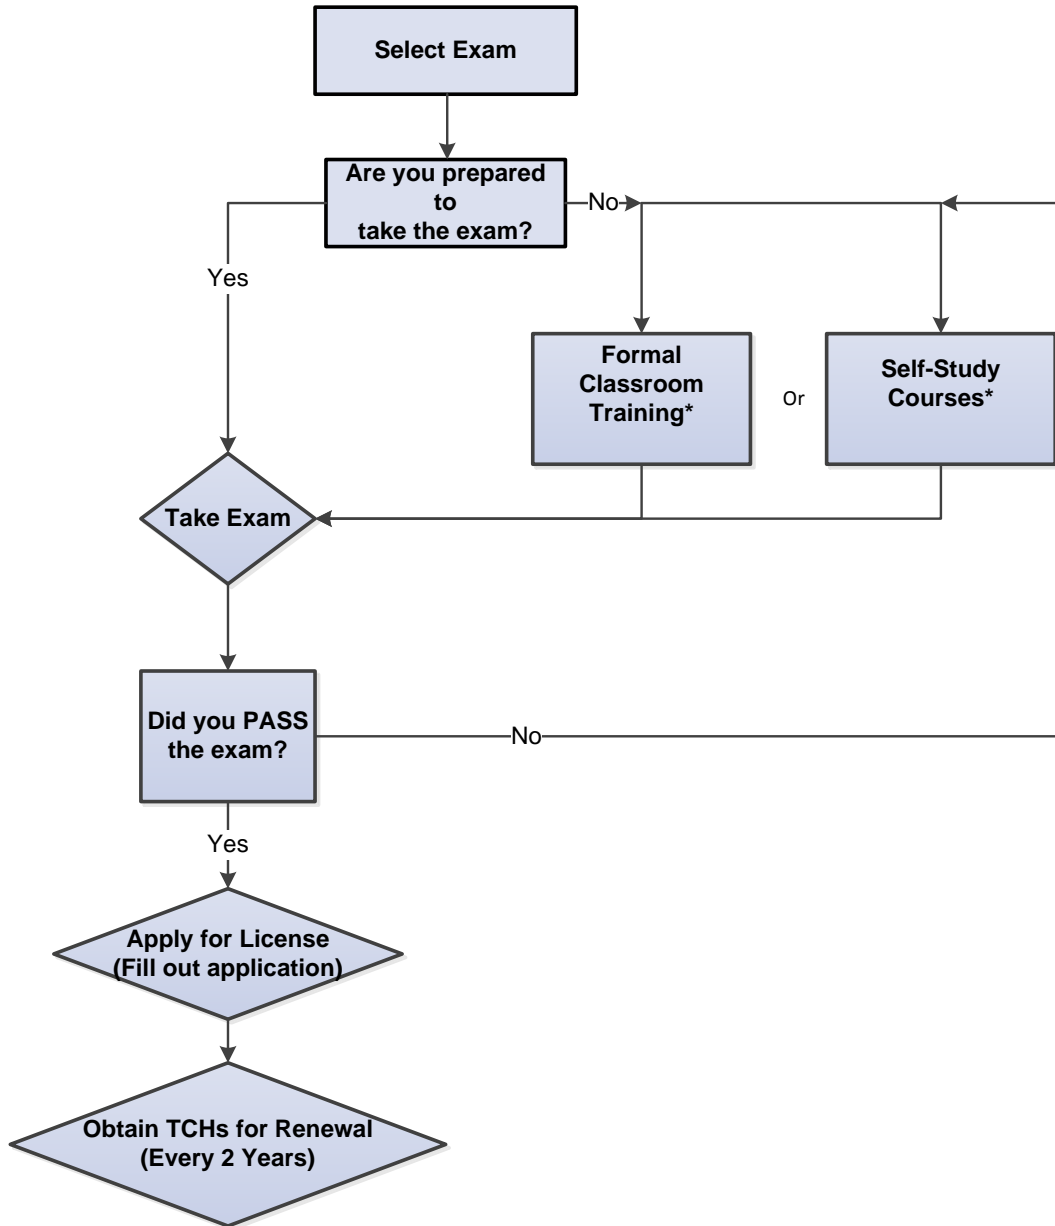 Select Exam
Are you prepared
to
take the exam?
No
Yes
Formal
Classroom
Training*
Or
Self-Study
Courses*
Take Exam
Did you PASS
the exam?
No
Yes
Apply for License
(Fill out application)
Obtain TCHs for Renewal
(Every 2 Years)